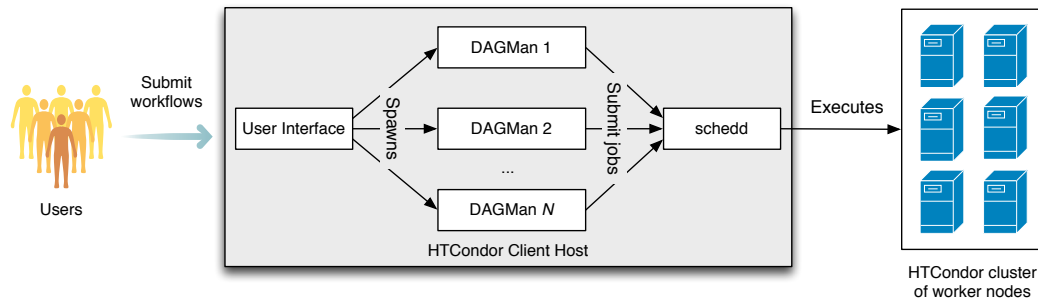 Submit
workflows
Users
User Interface
Spawns
DAGMan 1
DAGMan 2
...
DAGMan N
Submit jobs
schedd
HTCondor Client Host
Executes
HTCondor cluster
of worker nodes